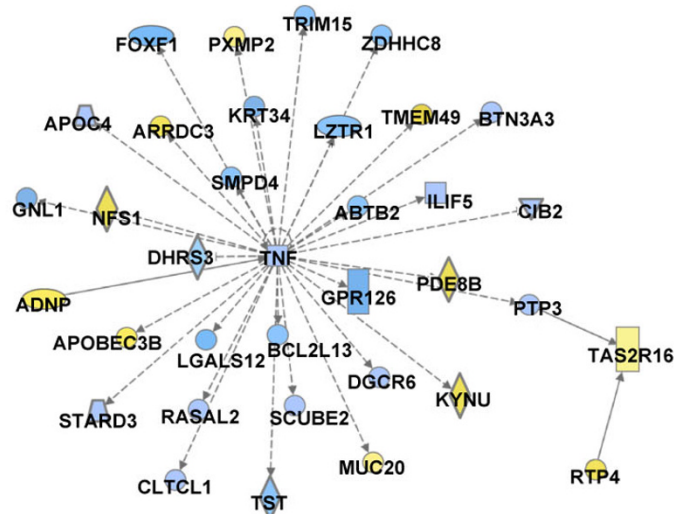 TRIM15
FOXF1
PXMP2
ZDHHC8
APOC4
ARRDC3
KRT34
LZTR1
TMEM49
BTN3A3
SMPD4
GNL1
NFS1
ABTB2
ILIF5
CIB2
DHRS3
TNF
ADNP
GPR126
PDE8B
PTP3
APOBEC3B
LGALS12
BCL2L13
TAS2R16
DGCR6
KYNU
STARD3
RASAL2
SCUBE2
MUC20
RTP4
CLTCL1
TST